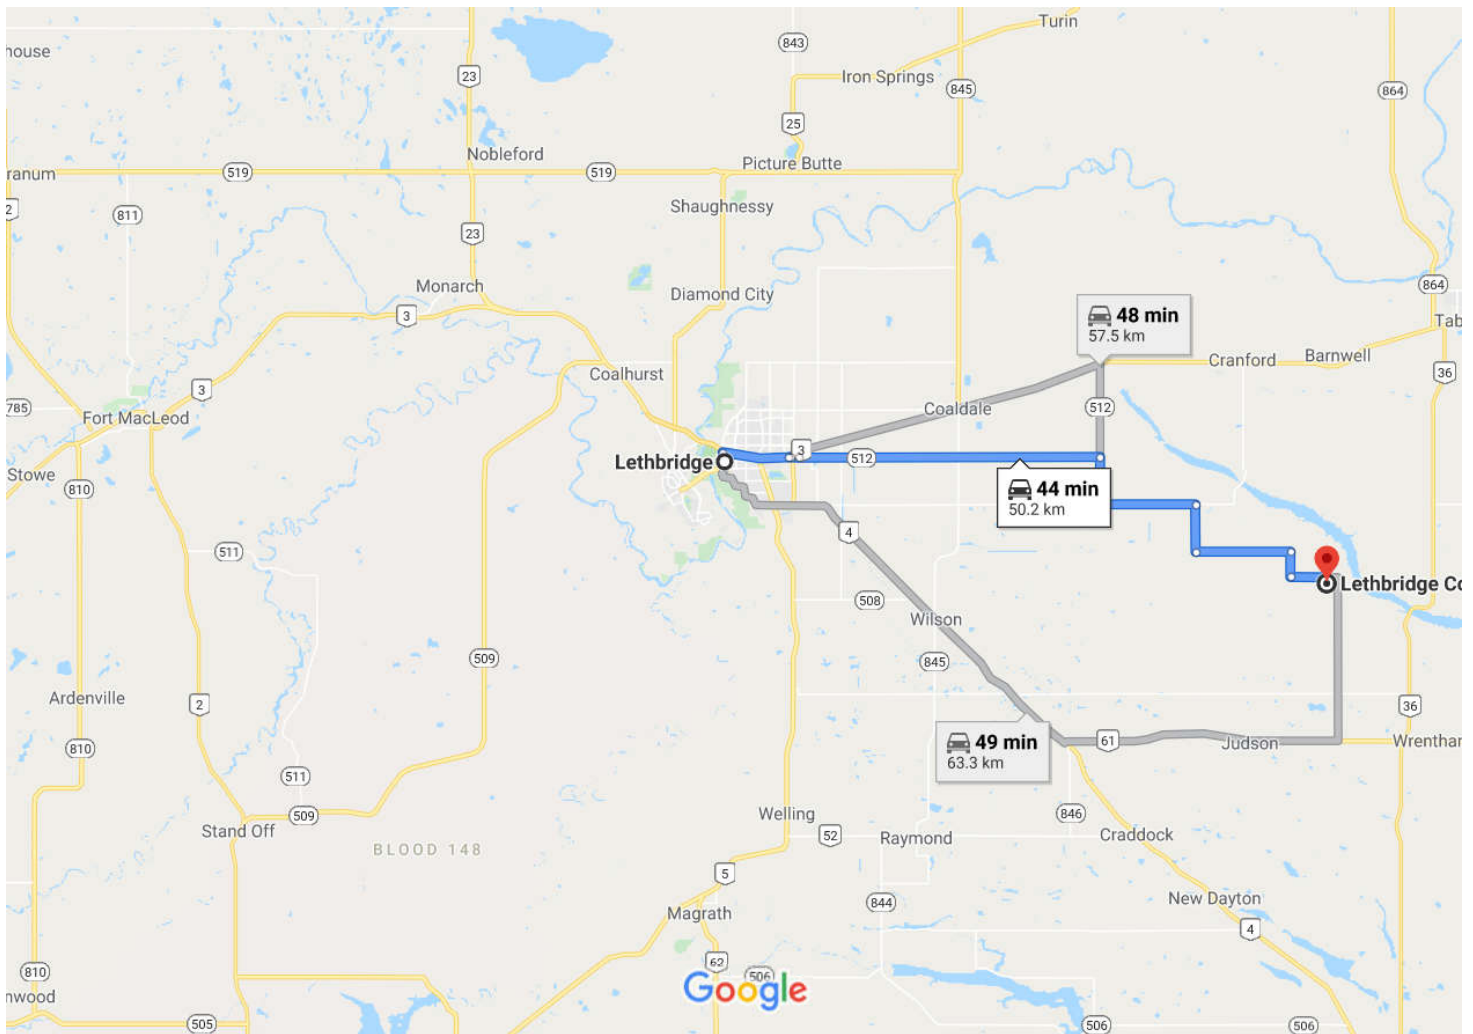 Turin
843
house
23
Iron Springs
845
864
25
Nobleford
Picture Butte
519
519
ranum
Shaughnessy
811
2
23
864
Monarch
Diamond City
3
48 min
57.5 km
Tab
Cranford
Barnwell
Coalhurst
36
3
785
Fort MacLeod
Coaldale
512
3
512
Lethbridge
Stowe
810
44 min
50.2 km
4
511
Lethbridge Co
508
Wilson
509
845
Ardenville
2
36
49 min
63.3 km
61
Judson
Wrentham
810
511
509
Welling
846
Stand Off
52
Raymond
Craddock
BLOOD 148
5
844
New Dayton
Magrath
4
62
810
506
Google
nwood
505
506
506